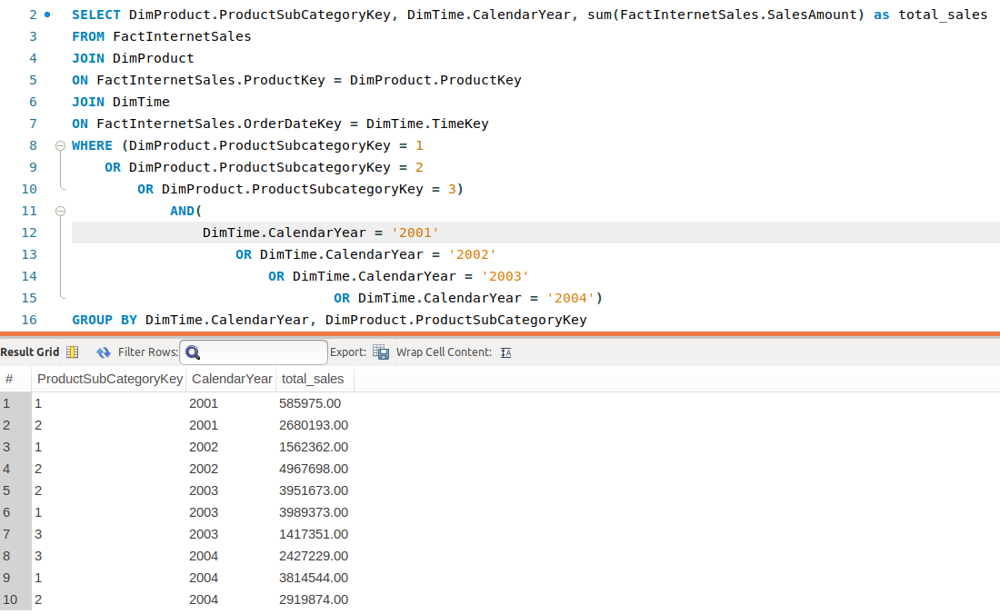 2 SELECT DimProduct.ProductSubCategoryKey, DimTime.CalendarYear, sum(FactInternetSales.SalesAmount) as total_sales
3 FROM FactInternetSales
4 JOIN DimProduct
5 ON FactInternetSales.ProductKey = DimProduct.ProductKey
6 JOIN DimTime
7 ON FactInternetSales.OrderDateKey = DimTime.TimeKey
8 WHERE (DimProduct.ProductSubcategoryKey = 1
9 OR DimProduct.ProductSubcategoryKey = 2
10 OR DimProduct.ProductSubcategoryKey = 3)
11 AND(
12 DimTime.CalendarYear = '2001'
13 OR DimTime.CalendarYear = '2002'
14 OR DimTime.CalendarYear = '2003'
15 OR DimTime.CalendarYear = '2004')
16 GROUP BY DimTime.CalendarYear, DimProduct.ProductSubCategoryKey
Result Grid Filter Rows: Export: Wrap Cell Content: IA
# ProductSubCategoryKey CalendarYear total_sales
1 1 2001 585975.00
2 2 2001 2680193.00
3 1 2002 1562362.00
4 2 2002 4967698.00
5 2 2003 3951673.00
6 1 2003 3989373.00
7 3 2003 1417351.00
8 3 2004 2427229.00
9 1 2004 3814544.00
10 2 2004 2919874.00